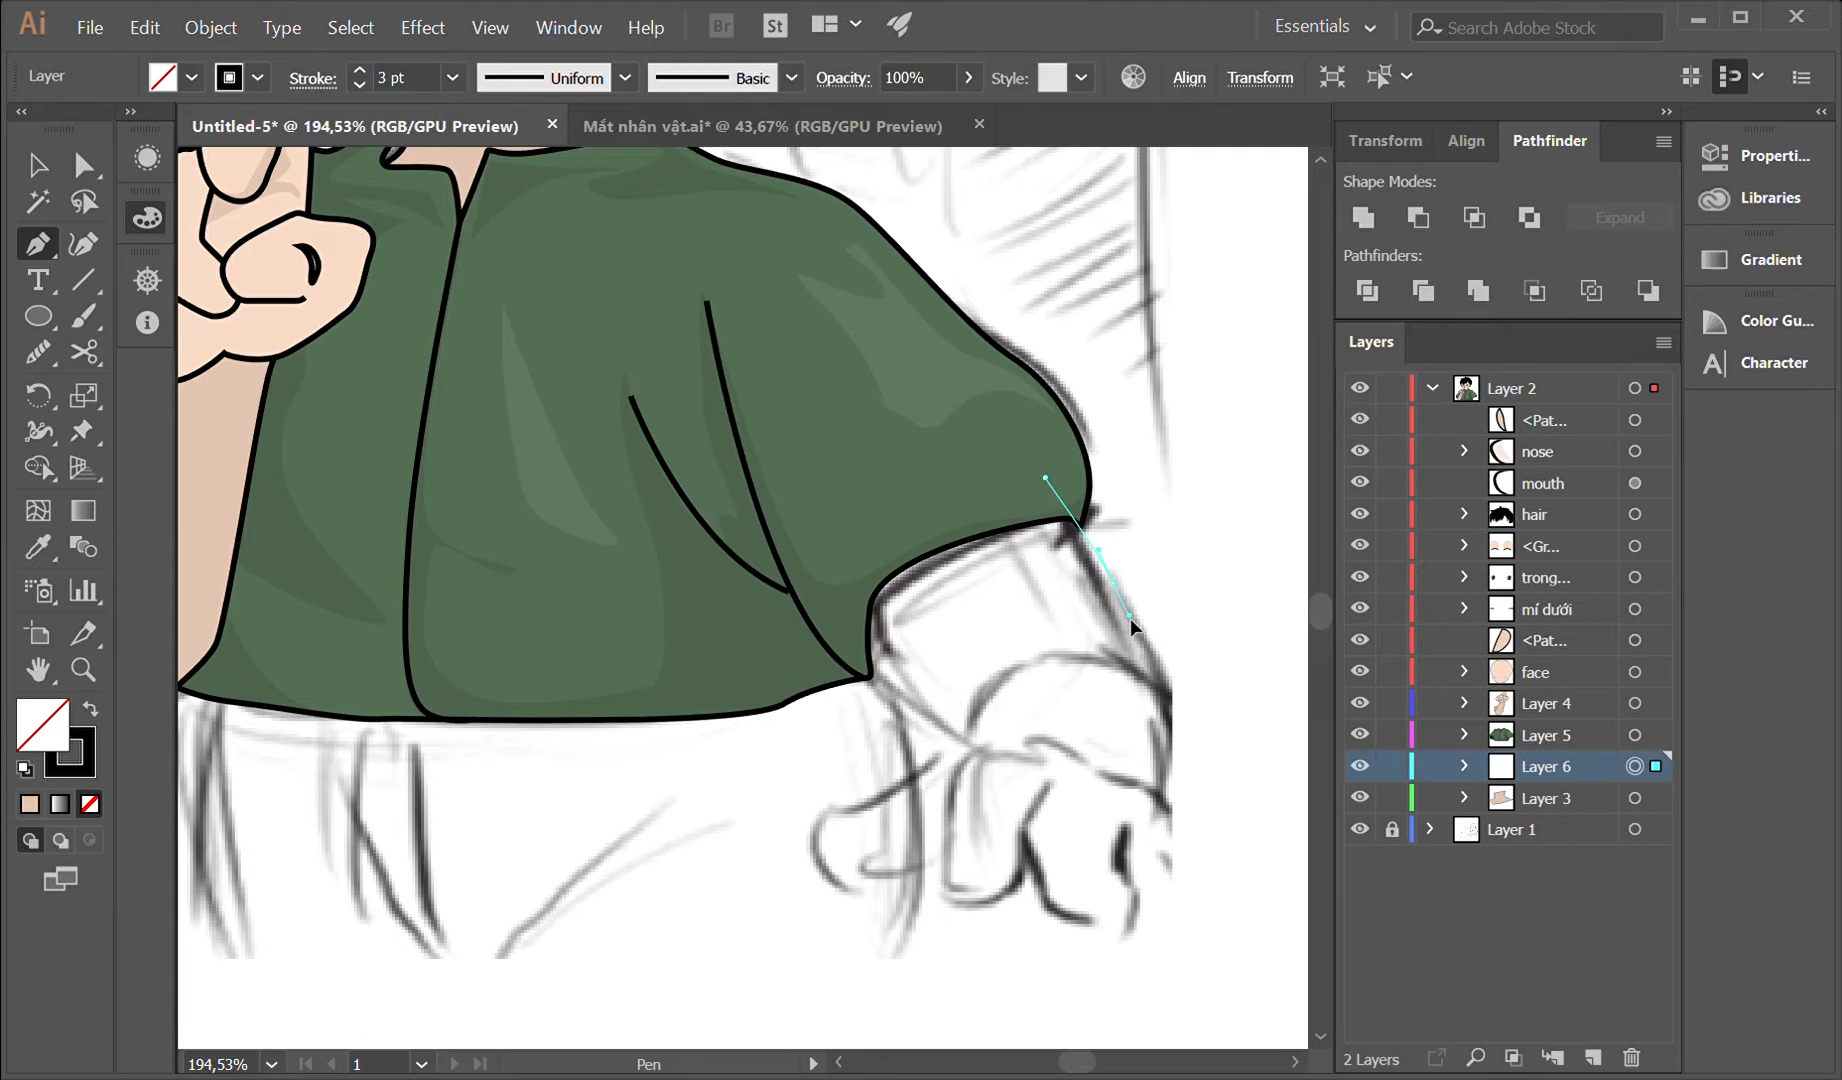 Ai File Edit Object Type Select Effect View Window Help Br St Essentials Search Adobe Stock
Layer Stroke: 3 pt Uniform Basic Opacity: 100% Style: Align Transform
Untitled-5* @ 194,53% (RGB/GPU Preview) Mắt nhân vật.ai* @ 43,67% (RGB/GPU Preview)
Transform Align Pathfinder
Shape Modes:
Expand
Pathfinders:
Properti...
Libraries
Gradient
Color Gu...
Character
Layers
Layer 2
<Pat...
nose
mouth
hair
<Gr...
trong...
mí dưới
<Pat...
face
Layer 4
Layer 5
Layer 6
Layer 3
Layer 1
2 Layers
194,53% 1 Pen